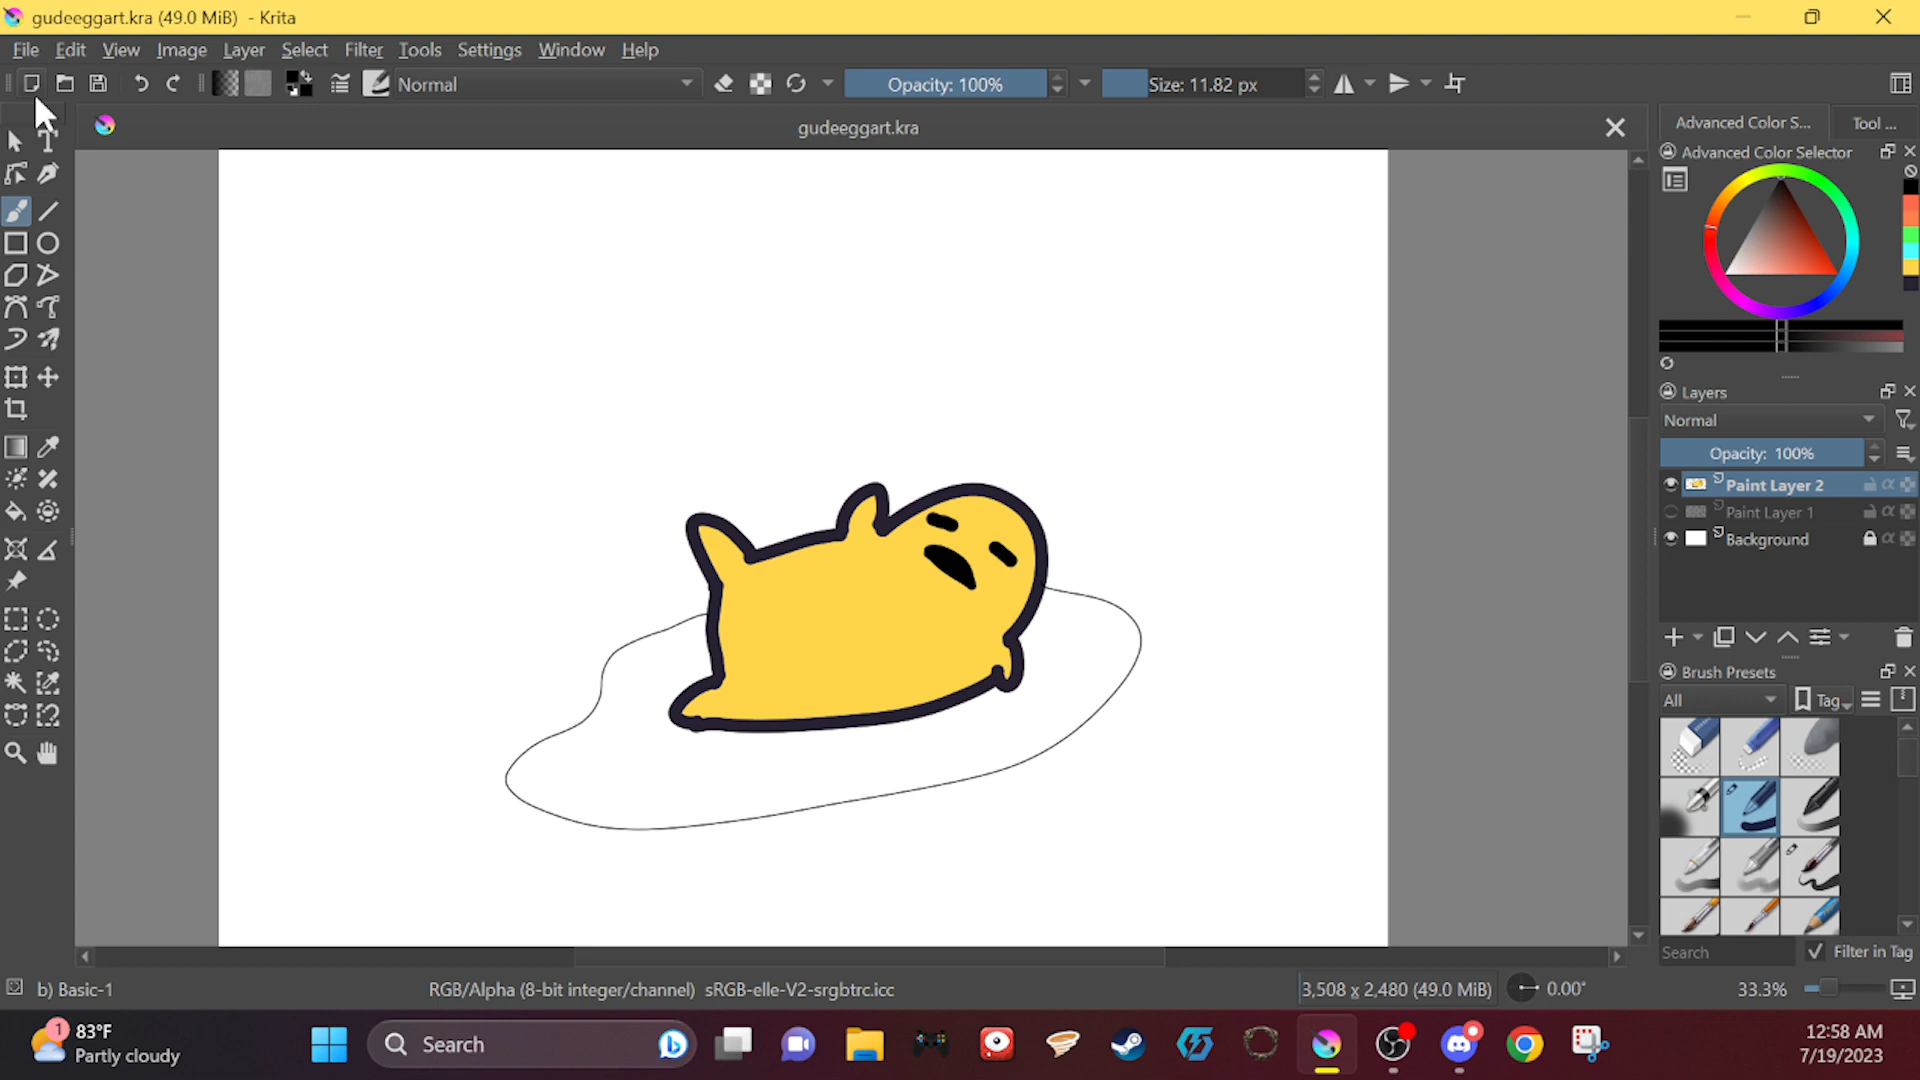 gudeeggart.kra (49.0 MiB) - Krita
File Edit View Image Layer Select Filter Tools Settings Window Help
Normal Opacity: 100% Size: 11.82 px
gudeeggart.kra
Advanced Color S... Tool ...
Advanced Color Selector
Layers
Normal
Opacity: 100%
Paint Layer 2
Paint Layer 1
Background
Brush Presets
All Tag
Search Filter in Tag
b) Basic-1 RGB/Alpha (8-bit integer/channel) sRGB-elle-V2-srgbtrc.icc 3,508 x 2,480 (49.0 MiB) 0.00° 33.3%
1 83°F
Partly cloudy
Search
12:58 AM
7/19/2023